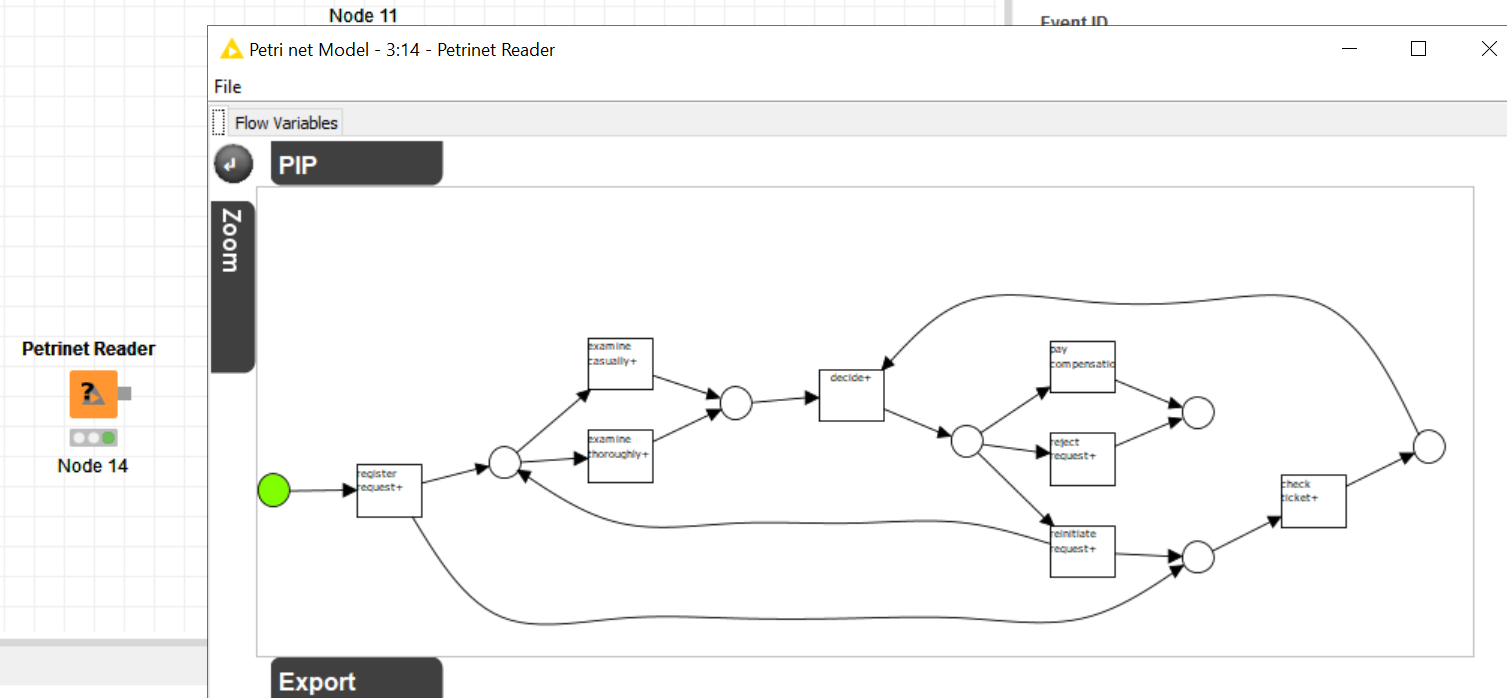 Node 11
Event ID
Petri net Model - 3:14 - Petrinet Reader
File
Flow Variables
PIP
Zoom
examine
casually+
pay
compensatio
decide+
Petrinet Reader
?
examine
thoroughly+
reject
request+
register
request+
check
ticket+
Node 14
reinitiate
request+
Export